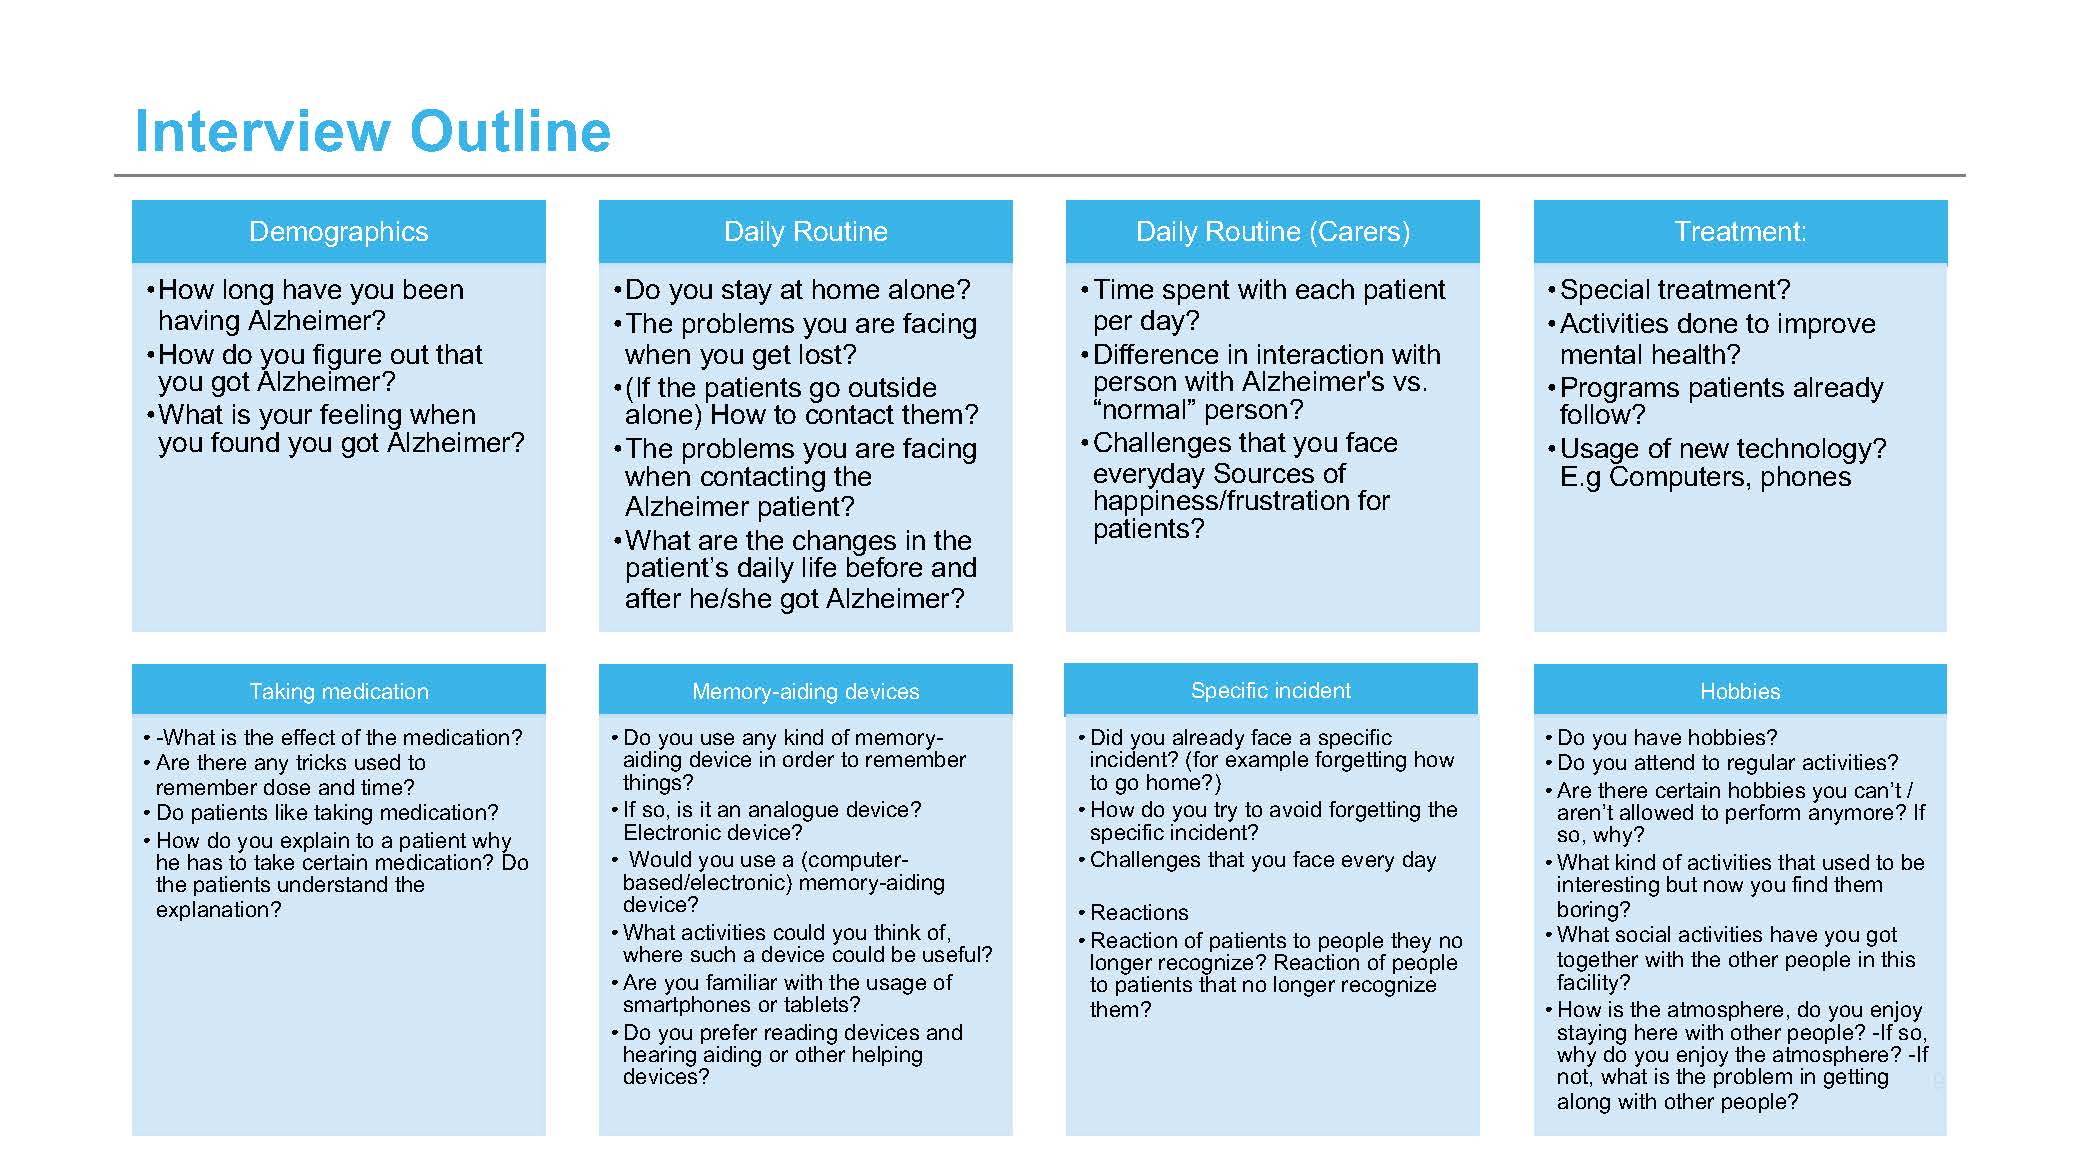 Interview Outline
Demographics
•How long have you been
having Alzheimer?
•How do you figure out that
you got Alzheimer?
•What is your feeling when
you found you got Alzheimer?
Daily Routine
•Do you stay at home alone?
•The problems you are facing
when you get lost?
•(If the patients go outside
alone) How to contact them?
•The problems you are facing
when contacting the
Alzheimer patient?
•What are the changes in the
patient’s daily life before and
after he/she got Alzheimer?
Daily Routine (Carers)
•Time spent with each patient
per day?
•Difference in interaction with
person with Alzheimer's vs.
“normal” person?
•Challenges that you face
everyday Sources of
happiness/frustration for
patients?
Treatment:
•Special treatment?
•Activities done to improve
mental health?
•Programs patients already
follow?
•Usage of new technology?
E.g Computers, phones
Taking medication
• -What is the effect of the medication?
• Are there any tricks used to
remember dose and time?
• Do patients like taking medication?
• How do you explain to a patient why
he has to take certain medication? Do
the patients understand the
explanation?
Memory-aiding devices
• Do you use any kind of memory-
aiding device in order to remember
things?
• If so, is it an analogue device?
Electronic device?
• Would you use a (computer-
based/electronic) memory-aiding
device?
• What activities could you think of,
where such a device could be useful?
• Are you familiar with the usage of
smartphones or tablets?
• Do you prefer reading devices and
hearing aiding or other helping
devices?
Specific incident
• Did you already face a specific
incident? (for example forgetting how
to go home?)
• How do you try to avoid forgetting the
specific incident?
• Challenges that you face every day
• Reactions
• Reaction of patients to people they no
longer recognize? Reaction of people
to patients that no longer recognize
them?
Hobbies
• Do you have hobbies?
• Do you attend to regular activities?
• Are there certain hobbies you can’t /
aren’t allowed to perform anymore? If
so, why?
• What kind of activities that used to be
interesting but now you find them
boring?
• What social activities have you got
together with the other people in this
facility?
• How is the atmosphere, do you enjoy
staying here with other people? -If so,
why do you enjoy the atmosphere? -If
not, what is the problem in getting
along with other people?